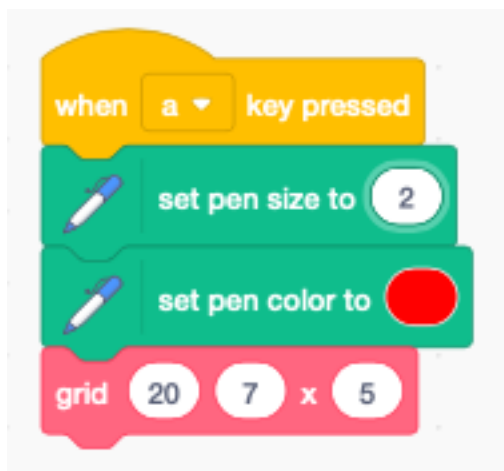 when a key pressed
set pen size to 2
set pen color to
grid 20 7 x 5